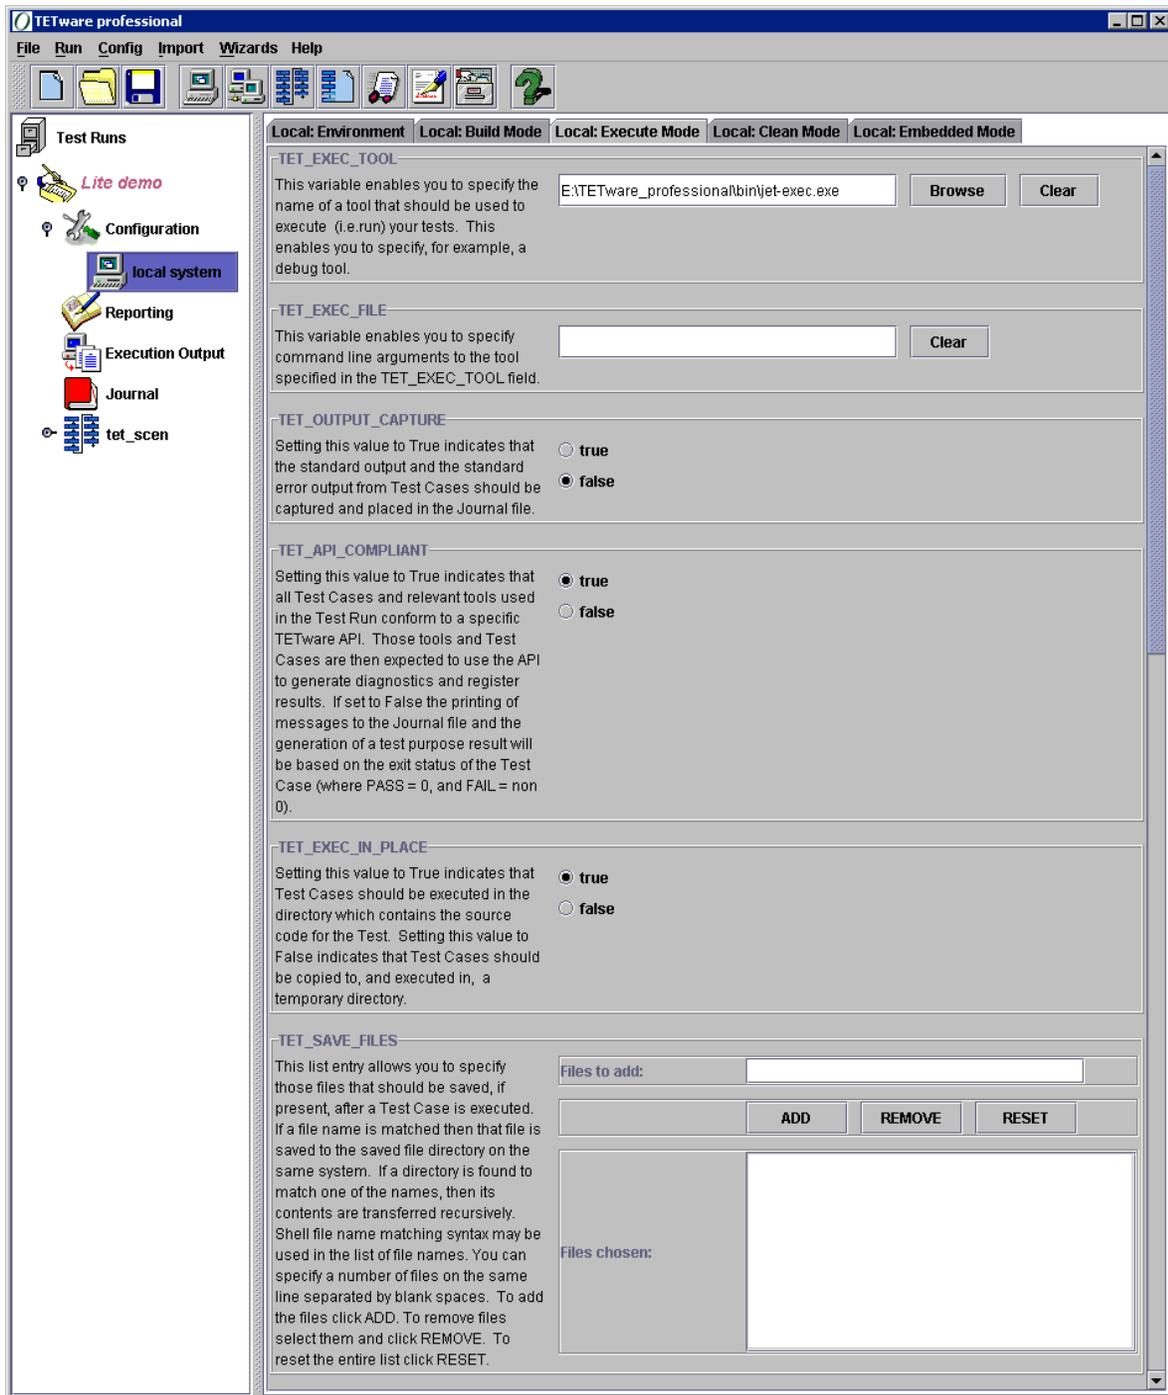 TETware professional
File Run Config Import Wizards Help
Test Runs
Lite demo
Configuration
local system
Reporting
Execution Output
Journal
tet_scen
Local: Environment Local: Build Mode Local: Execute Mode Local: Clean Mode Local: Embedded Mode
TET_EXEC_TOOL
This variable enables you to specify the
name of a tool that should be used to
execute (i.e.run) your tests. This
enables you to specify, for example, a
debug tool.
E:\TETware_professional\bin\jet-exec.exe Browse Clear
TET_EXEC_FILE
This variable enables you to specify
command line arguments to the tool
specified in the TET_EXEC_TOOL field.
Clear
TET_OUTPUT_CAPTURE
Setting this value to True indicates that
the standard output and the standard
error output from Test Cases should be
captured and placed in the Journal file.
true
false
TET_API_COMPLIANT
Setting this value to True indicates that
all Test Cases and relevant tools used
in the Test Run conform to a specific
TETware API. Those tools and Test
Cases are then expected to use the API
to generate diagnostics and register
results. If set to False the printing of
messages to the Journal file and the
generation of a test purpose result will
be based on the exit status of the Test
Case (where PASS = 0, and FAIL = non
0).
true
false
TET_EXEC_IN_PLACE
Setting this value to True indicates that
Test Cases should be executed in the
directory which contains the source
code for the Test. Setting this value to
False indicates that Test Cases should
be copied to, and executed in, a
temporary directory.
true
false
TET_SAVE_FILES
This list entry allows you to specify
those files that should be saved, if
present, after a Test Case is executed.
If a file name is matched then that file is
saved to the saved file directory on the
same system. If a directory is found to
match one of the names, then its
contents are transferred recursively.
Shell file name matching syntax may be
used in the list of file names. You can
specify a number of files on the same
line separated by blank spaces. To add
the files click ADD. To remove files
select them and click REMOVE. To
reset the entire list click RESET.
Files to add:
ADD REMOVE RESET
Files chosen: